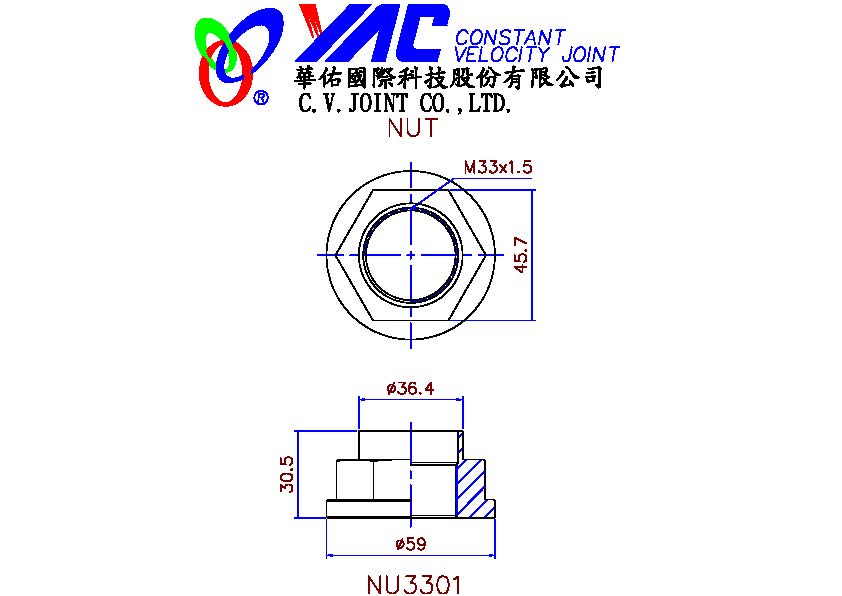 YAC CONSTANT
VELOCITY JOINT
®
華佑國際科技股份有限公司
C.V.JOINT CO.,LTD.
NUT
M33x1.5
45.7
ø36.4
30.5
ø59
NU3301